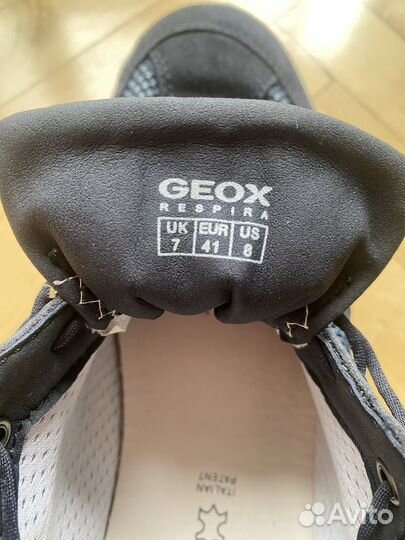 GEOX
RESPIRA
UK EUR US
7 41 8
ITALIAN
PATENT
Avito